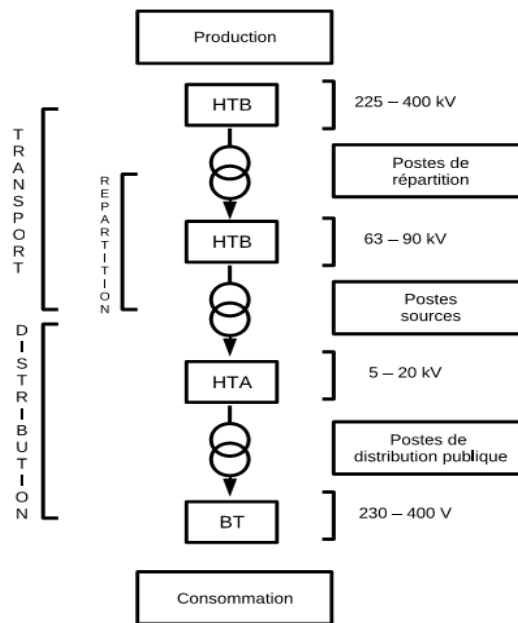 Production
HTB
225 – 400 kV
TRANSPORT
Postes de
répartition
REPARTITION
HTB
63 – 90 kV
Postes
sources
DISTRIBUTION
HTA
5 – 20 kV
Postes de
distribution publique
BT
230 – 400 V
Consommation